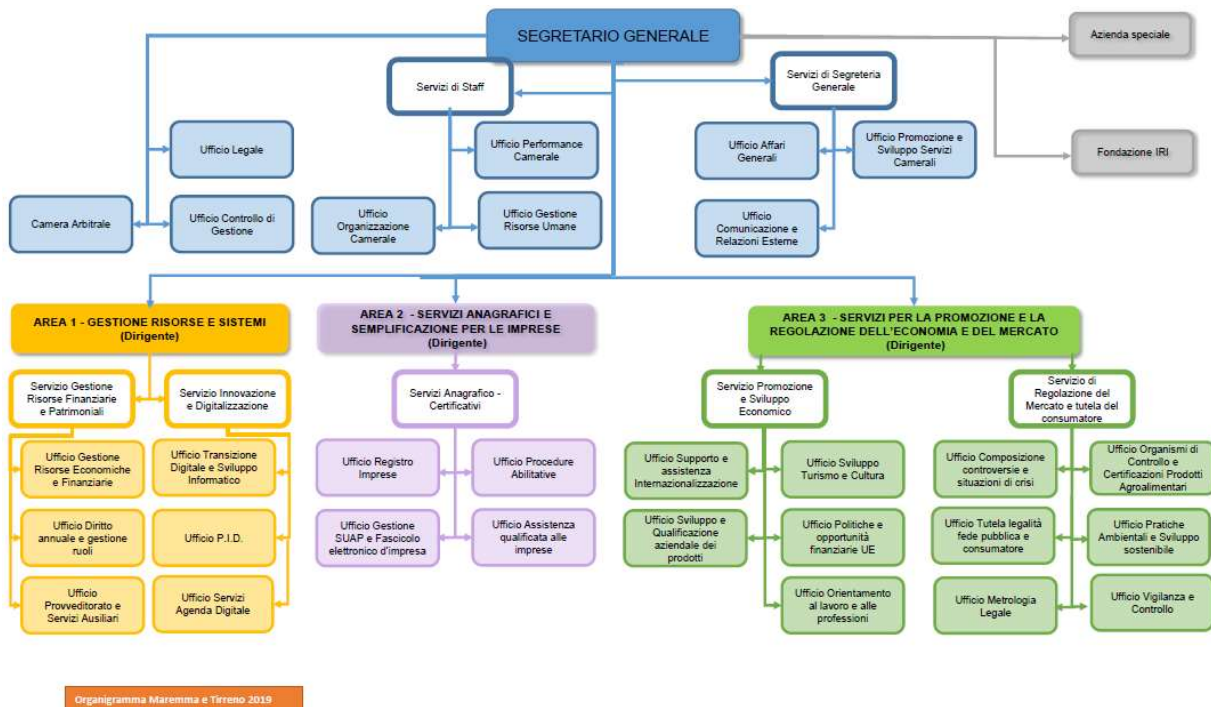 SEGRETARIO GENERALE
Azienda speciale
Servizi di Staff
Servizi di Segreteria
Generale
Ufficio Legale
Ufficio Performance
Camerale
Ufficio Affari
Generali
Ufficio Promozione e
Sviluppo Servizi
Camerali
Fondazione IRI
Camera Arbitrale
Ufficio Controllo di
Gestione
Ufficio
Organizzazione
Camerale
Ufficio Gestione
Risorse Umane
Ufficio
Comunicazione e
Relazioni Esterne
AREA 1 - GESTIONE RISORSE E SISTEMI
(Dirigente)
AREA 2 - SERVIZI ANAGRAFICI E
SEMPLIFICAZIONE PER LE IMPRESE
(Dirigente)
AREA 3 - SERVIZI PER LA PROMOZIONE E LA
REGOLAZIONE DELL'ECONOMIA E DEL MERCATO
(Dirigente)
Servizio Gestione
Risorse Finanziarie
e Patrimoniali
Servizio Innovazione
e Digitalizzazione
Servizi Anagrafico -
Certificativi
Servizio Promozione
e Sviluppo
Economico
Servizio di
Regolazione del
Mercato e tutela del
consumatore
Ufficio Gestione
Risorse Economiche
e Finanziarie
Ufficio Transizione
Digitale e Sviluppo
Informatico
Ufficio Registro
Imprese
Ufficio Procedure
Abilitative
Ufficio Supporto e
assistenza
Internazionalizzazione
Ufficio Sviluppo
Turismo e Cultura
Ufficio Composizione
controversie e
situazioni di crisi
Ufficio Organismi di
Controllo e
Certificazioni Prodotti
Agroalimentari
Ufficio Diritto
annuale e gestione
ruoli
Ufficio P.I.D.
Ufficio Gestione
SUAP e Fascicolo
elettronico d'impresa
Ufficio Assistenza
qualificata alle
imprese
Ufficio Sviluppo e
Qualificazione
aziendale dei
prodotti
Ufficio Politiche e
opportunità
finanziarie UE
Ufficio Tutela legalità
fede pubblica e
consumatore
Ufficio Pratiche
Ambientali e Sviluppo
sostenibile
Ufficio
Provveditorato e
Servizi Ausiliari
Ufficio Servizi
Agenda Digitale
Ufficio Orientamento
al lavoro e alle
professioni
Ufficio Metrologia
Legale
Ufficio Vigilanza e
Controllo
Organigramma Maremma e Tirreno 2019